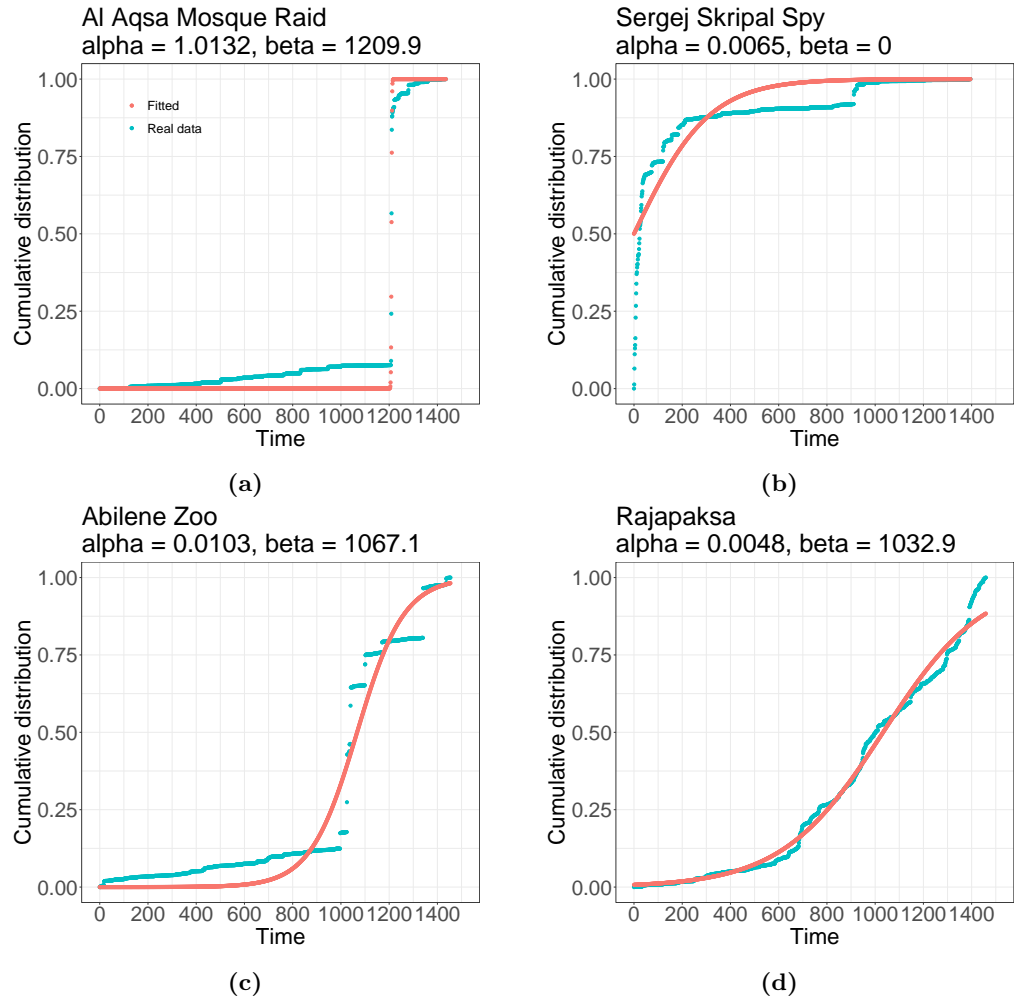 Al Aqsa Mosque Raid
alpha = 1.0132, beta = 1209.9
Cumulative distribution
1.00
0.75
0.50
0.25
0.00
Fitted
Real data
0 200 400 600 800 1000 1200 1400
Time
(a)
Sergej Skripal Spy
alpha = 0.0065, beta = 0
Cumulative distribution
1.00
0.75
0.50
0.25
0.00
0 200 400 600 800 1000 1200 1400
Time
(b)
Abilene Zoo
alpha = 0.0103, beta = 1067.1
Cumulative distribution
1.00
0.75
0.50
0.25
0.00
0 200 400 600 800 1000 1200 1400
Time
(c)
Rajapaksa
alpha = 0.0048, beta = 1032.9
Cumulative distribution
1.00
0.75
0.50
0.25
0.00
0 200 400 600 800 1000 1200 1400
Time
(d)